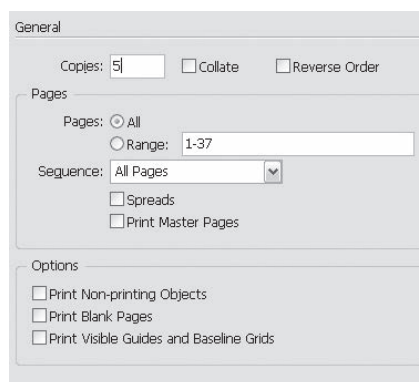 General
Copies: 5 Collate Reverse Order
Pages
Pages: All
Range: 1-37
Sequence: All Pages
Spreads
Print Master Pages
Options
Print Non-printing Objects
Print Blank Pages
Print Visible Guides and Baseline Grids